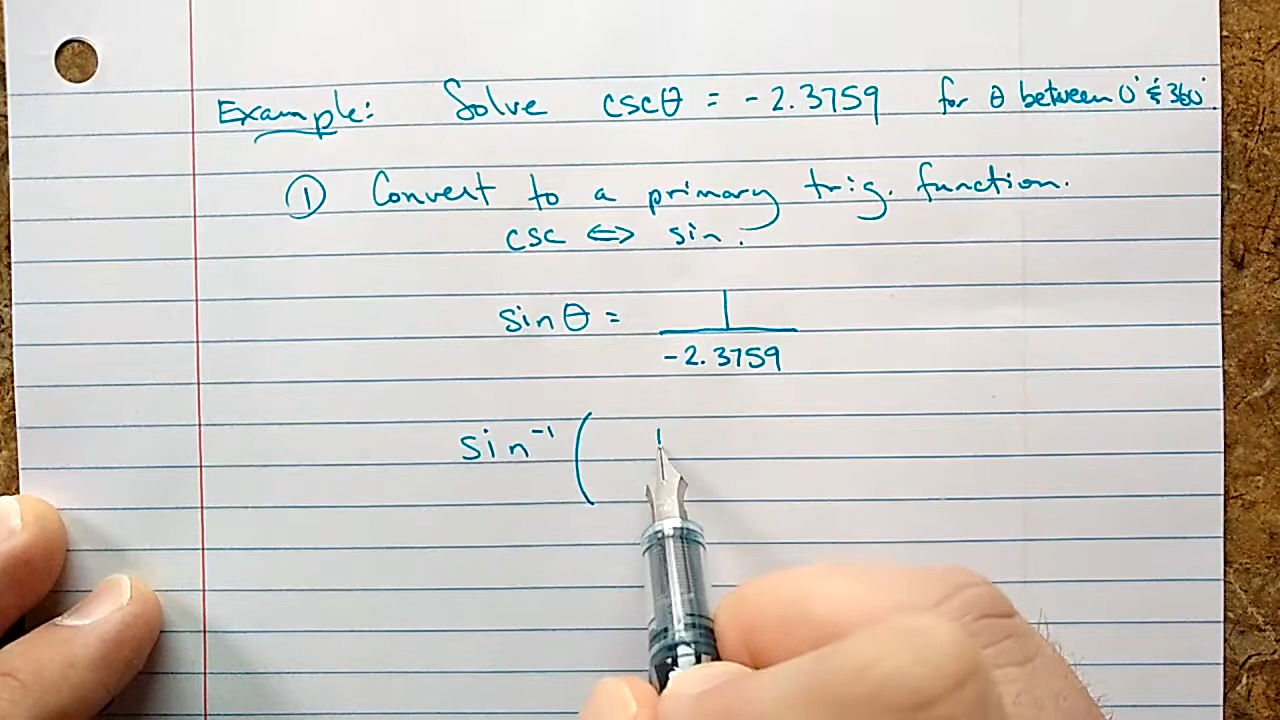 Example: Solve cscθ = -2.3759 for θ between 0° & 360°.
① Convert to a primary trig. function.
csc ⇔ sin.
sin θ = 1
-2.3759
sin⁻¹ ( 1